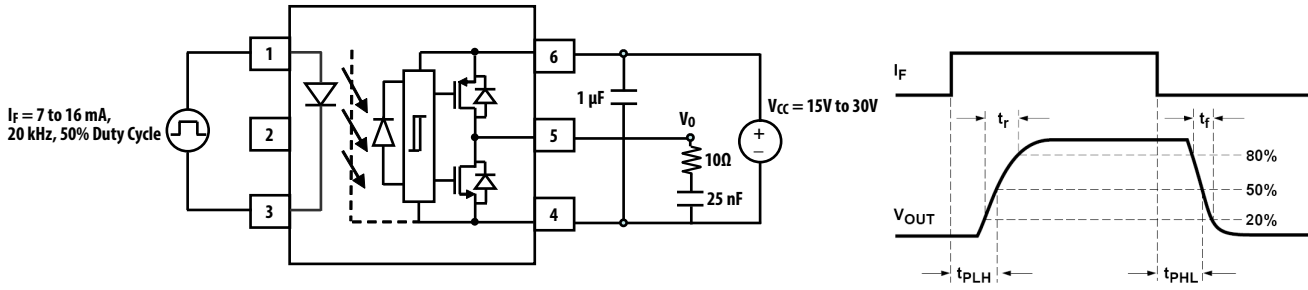 I_F = 7 to 16 mA,
20 kHz, 50% Duty Cycle
1
2
3
6
5
4
1 µF
V_O
10Ω
25 nF
V_CC = 15V to 30V
+
−
I_F
t_r
t_f
80%
50%
20%
V_OUT
t_PLH
t_PHL